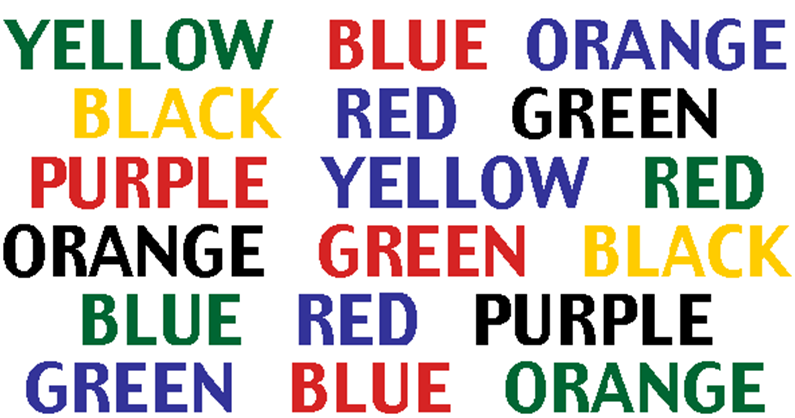 YELLOW BLUE ORANGE
BLACK RED GREEN
PURPLE YELLOW RED
ORANGE GREEN BLACK
BLUE RED PURPLE
GREEN BLUE ORANGE